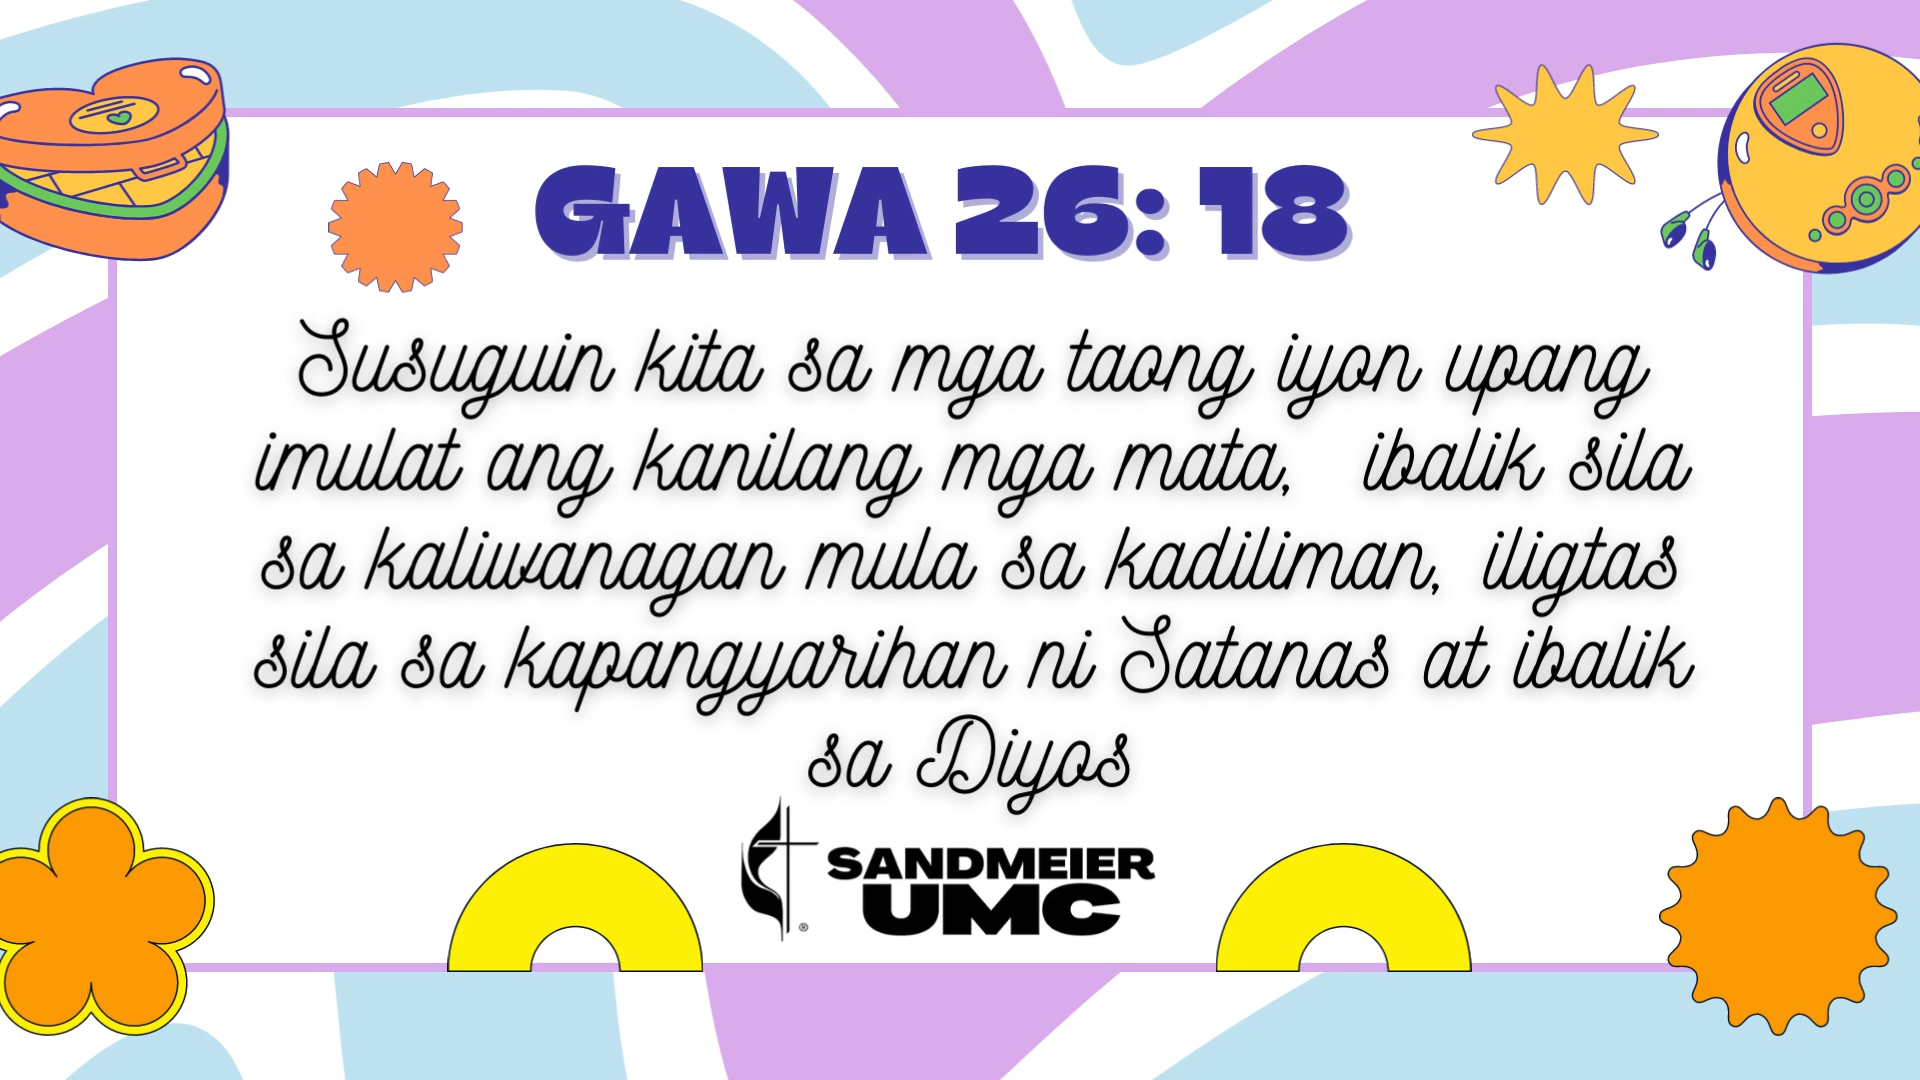 GAWA 26: 18
Susuguin kita sa mga taong iyon upang
imulat ang kanilang mga mata, ibalik sila
sa kaliwanagan mula sa kadiliman, iligtas
sila sa kapangyarihan ni Satanas at ibalik
sa Diyos
SANDMEIER
UMC
®